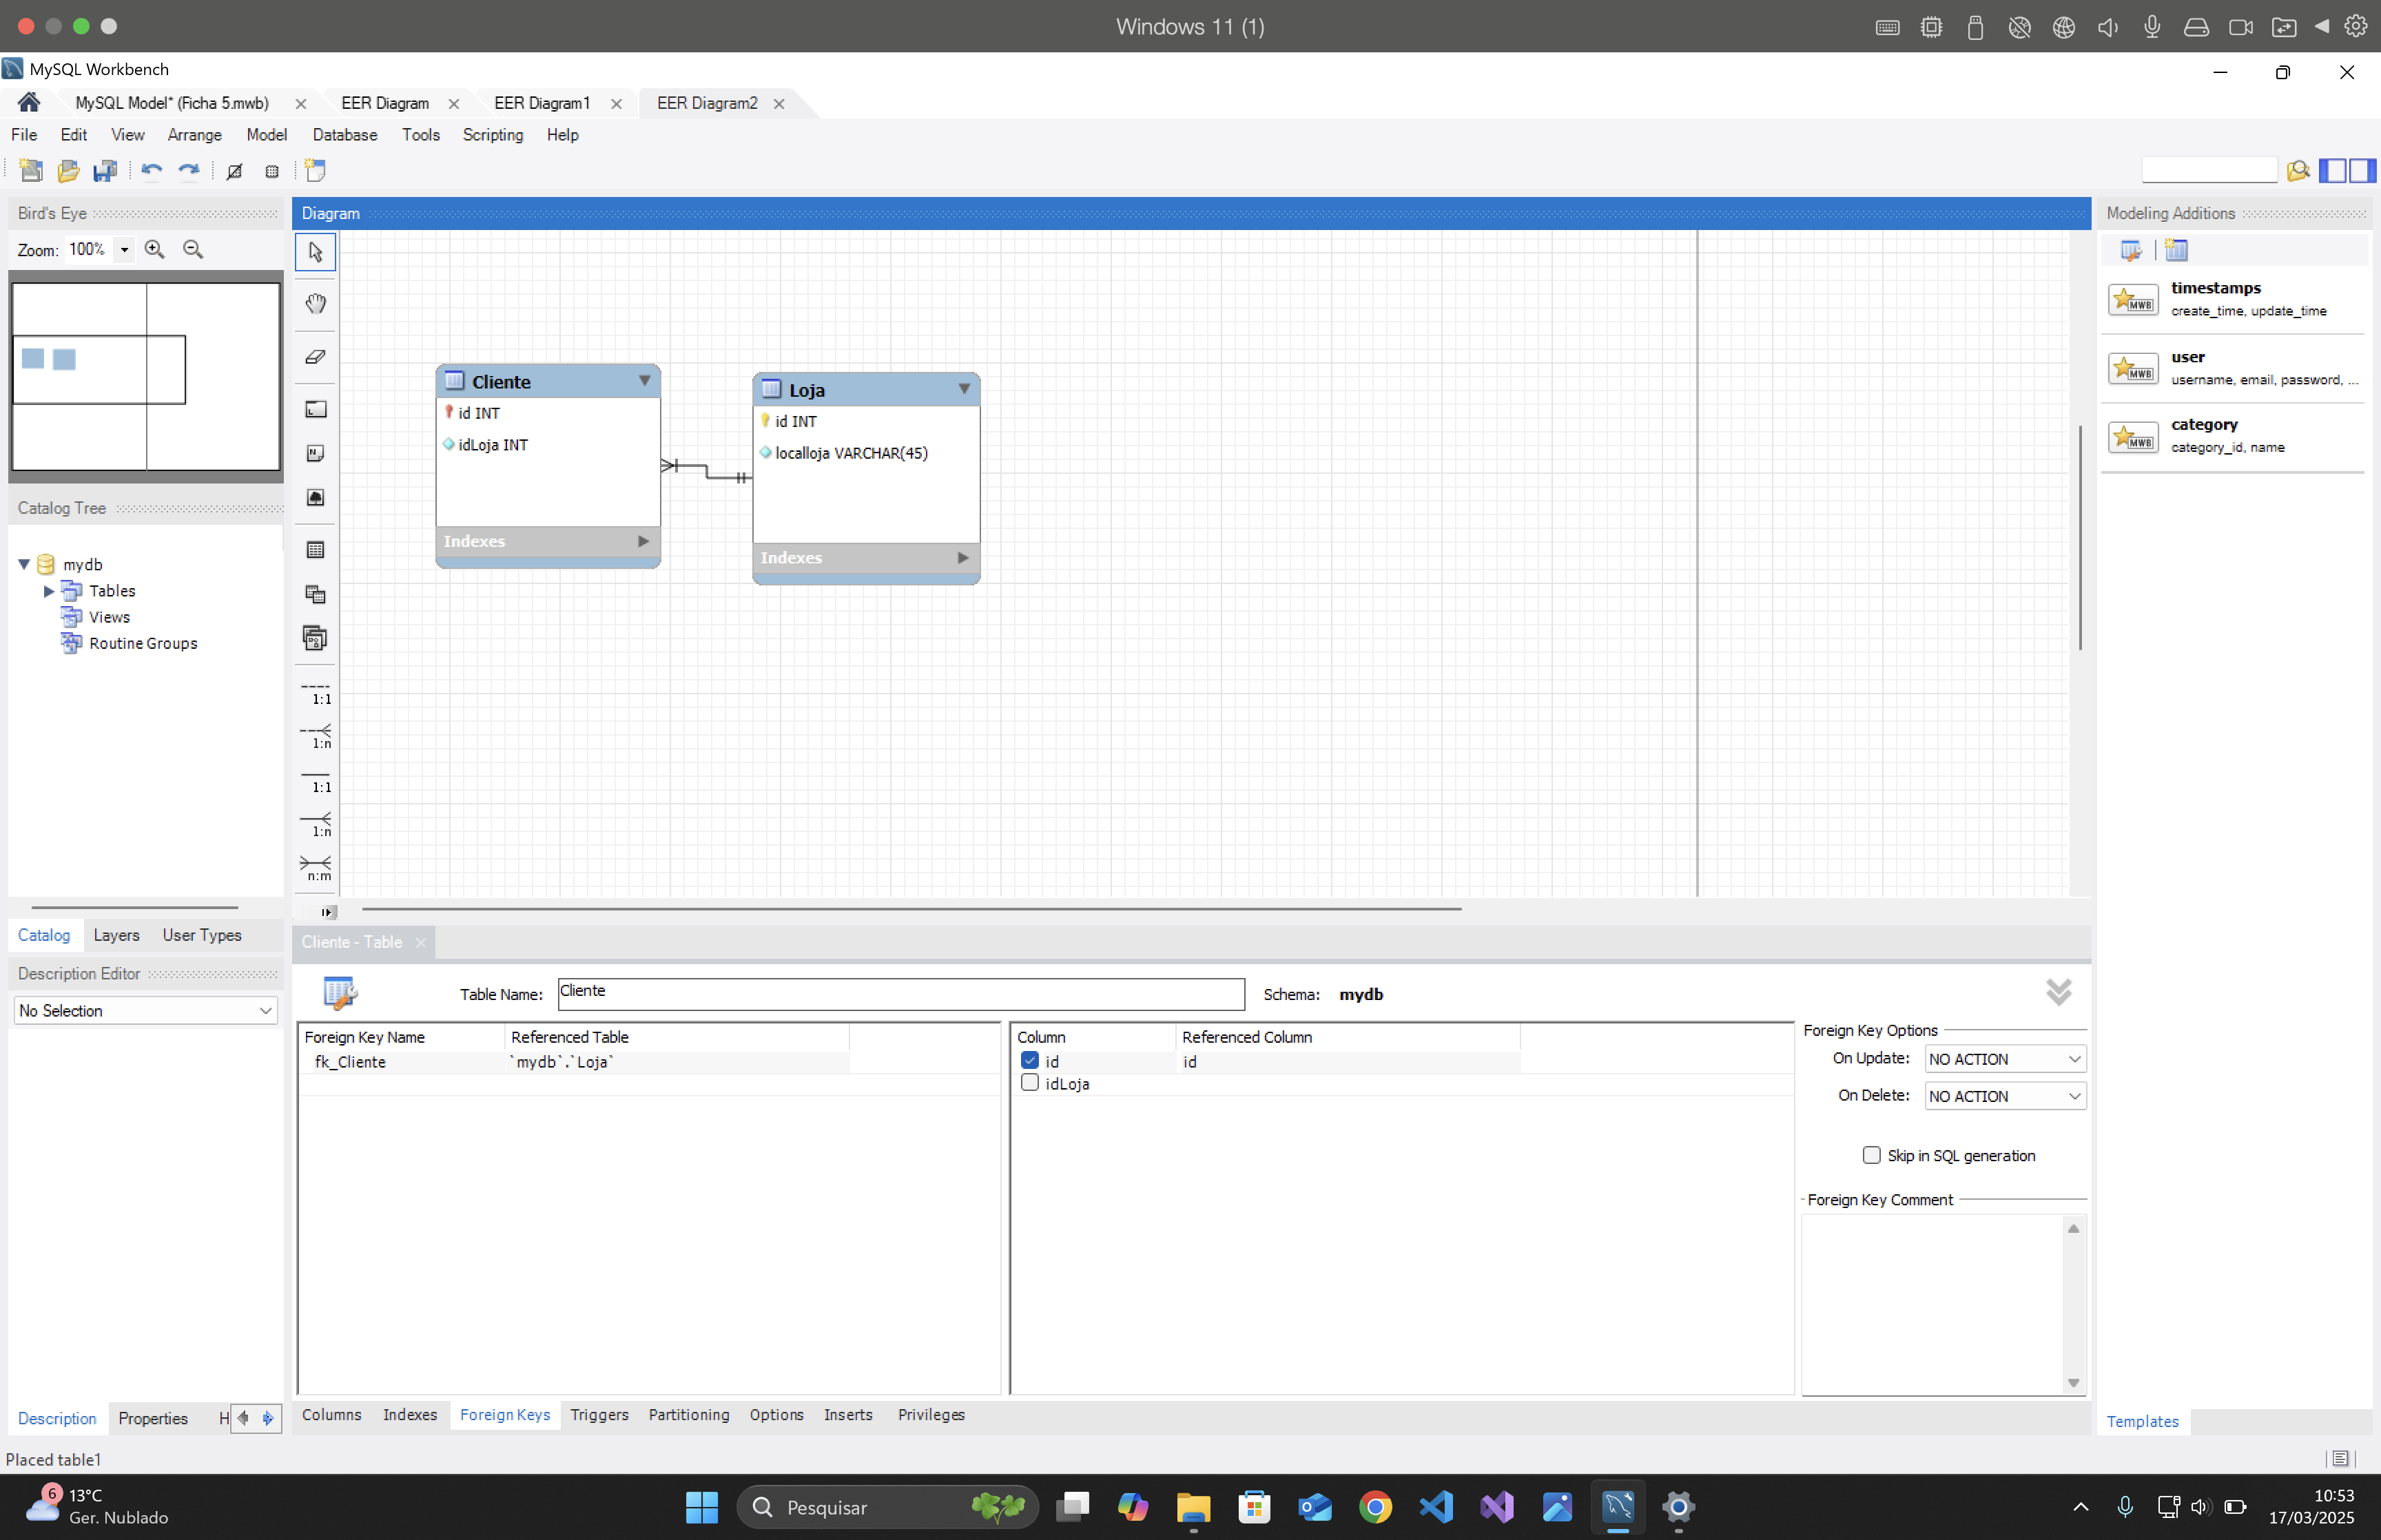 Windows 11 (1)
MySQL Workbench
MySQL Model* (Ficha 5.mwb)
EER Diagram
EER Diagram1
EER Diagram2
File Edit View Arrange Model Database Tools Scripting Help
Bird's Eye
Zoom: 100%
Catalog Tree
mydb
Tables
Views
Routine Groups
Catalog Layers User Types
Description Editor
No Selection
Description Properties H
Placed table1
Diagram
1:1
1:n
1:1
1:n
n:m
Cliente
id INT
idLoja INT
Indexes
Loja
id INT
localloja VARCHAR(45)
Indexes
Modeling Additions
MWB
timestamps
create_time, update_time
MWB
user
username, email, password, ...
MWB
category
category_id, name
Templates
Cliente - Table
Table Name: Cliente
Schema: mydb
Foreign Key Name Referenced Table
fk_Cliente `mydb`.`Loja`
Column Referenced Column
id id
idLoja
Foreign Key Options
On Update: NO ACTION
On Delete: NO ACTION
Skip in SQL generation
Foreign Key Comment
Columns Indexes Foreign Keys Triggers Partitioning Options Inserts Privileges
6
13°C
Ger. Nublado
Pesquisar
10:53
17/03/2025